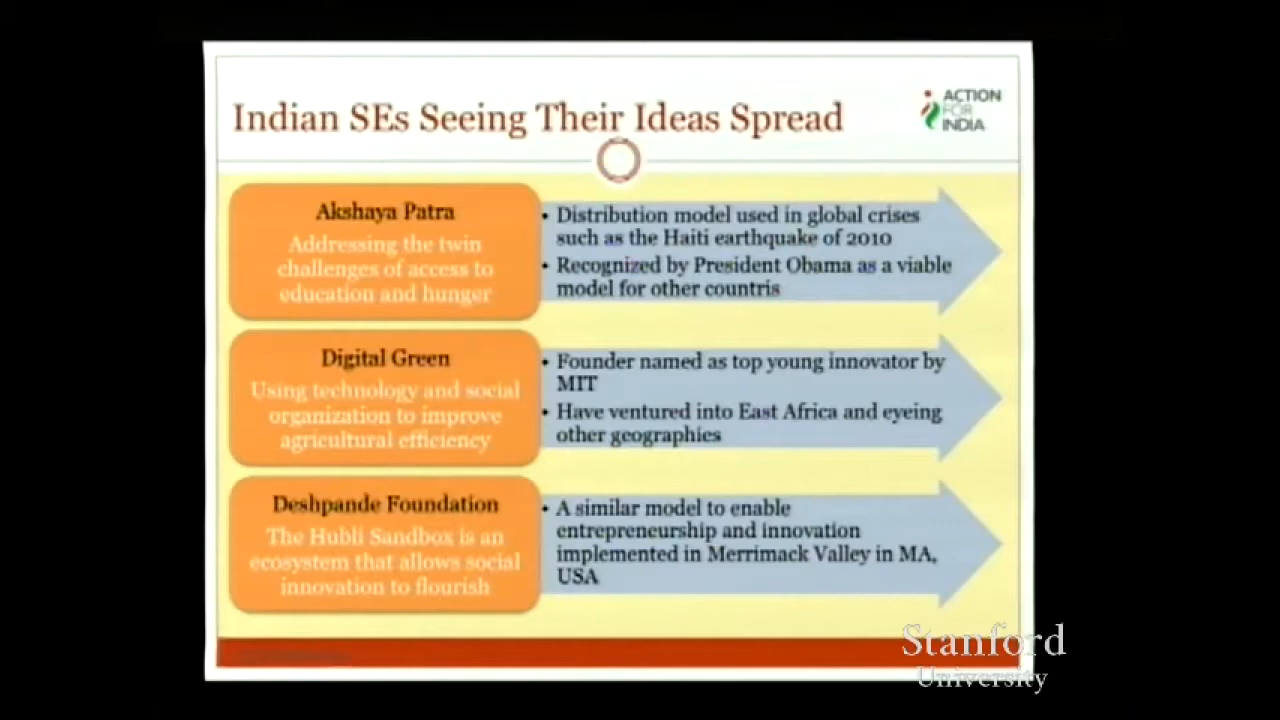 Indian SEs Seeing Their Ideas Spread
ACTION
FOR
INDIA
Akshaya Patra
Addressing the twin
challenges of access to
education and hunger
• Distribution model used in global crises
such as the Haiti earthquake of 2010
• Recognized by President Obama as a viable
model for other countris
Digital Green
Using technology and social
organization to improve
agricultural efficiency
• Founder named as top young innovator by
MIT
• Have ventured into East Africa and eyeing
other geographies
Deshpande Foundation
The Hubli Sandbox is an
ecosystem that allows social
innovation to flourish
• A similar model to enable
entrepreneurship and innovation
implemented in Merrimack Valley in MA,
USA
Stanford
University